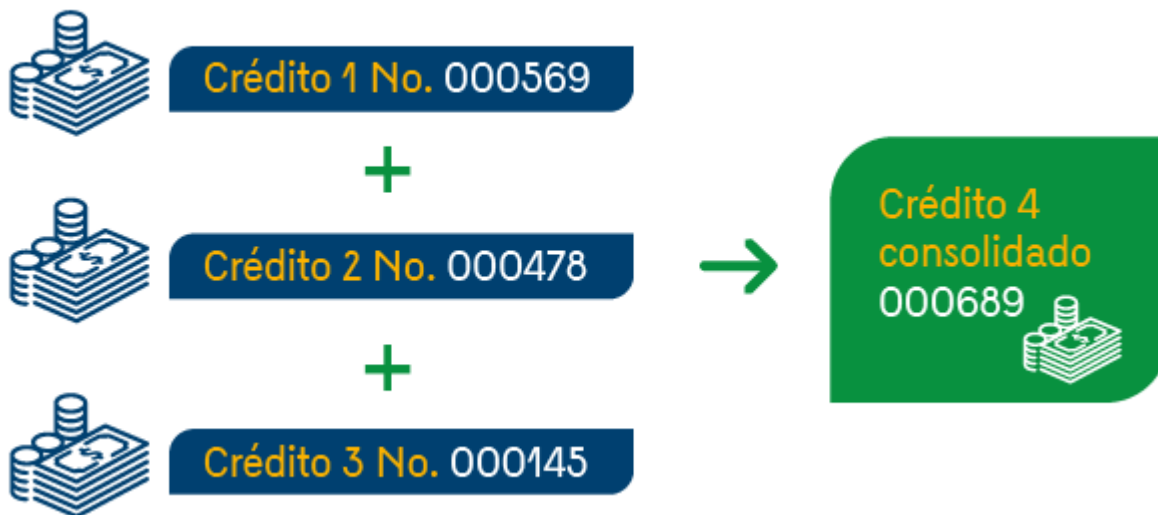 Crédito 1 No. 000569
+
Crédito 2 No. 000478
+
Crédito 3 No. 000145
Crédito 4
consolidado
000689